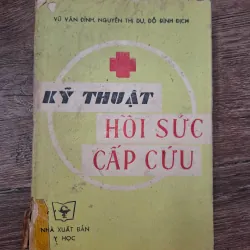 VŨ VĂN ĐÍNH, NGUYỄN THỊ DỤ, ĐỖ ĐÌNH ĐỊCH
KỸ THUẬT
HỒI SỨC
CẤP CỨU
NHÀ XUẤT BẢN
Y HỌC